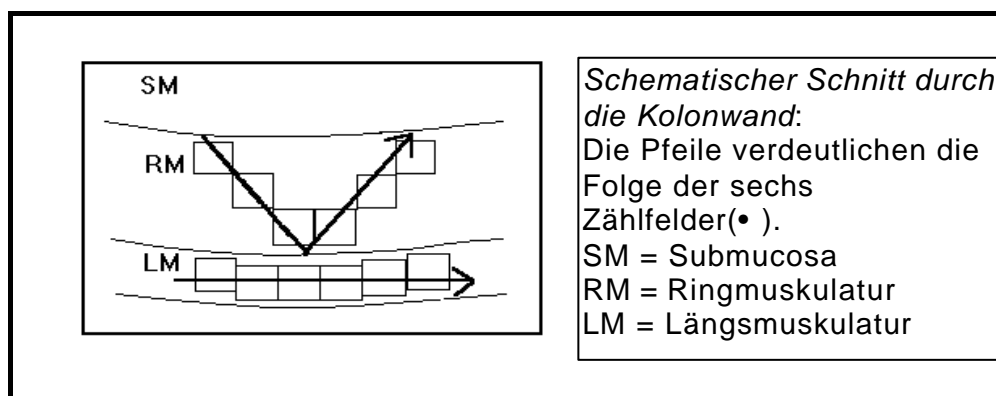 SM
RM
LM
Schematischer Schnitt durch
die Kolonwand:
Die Pfeile verdeutlichen die
Folge der sechs
Zählfelder(• ).
SM = Submucosa
RM = Ringmuskulatur
LM = Längsmuskulatur